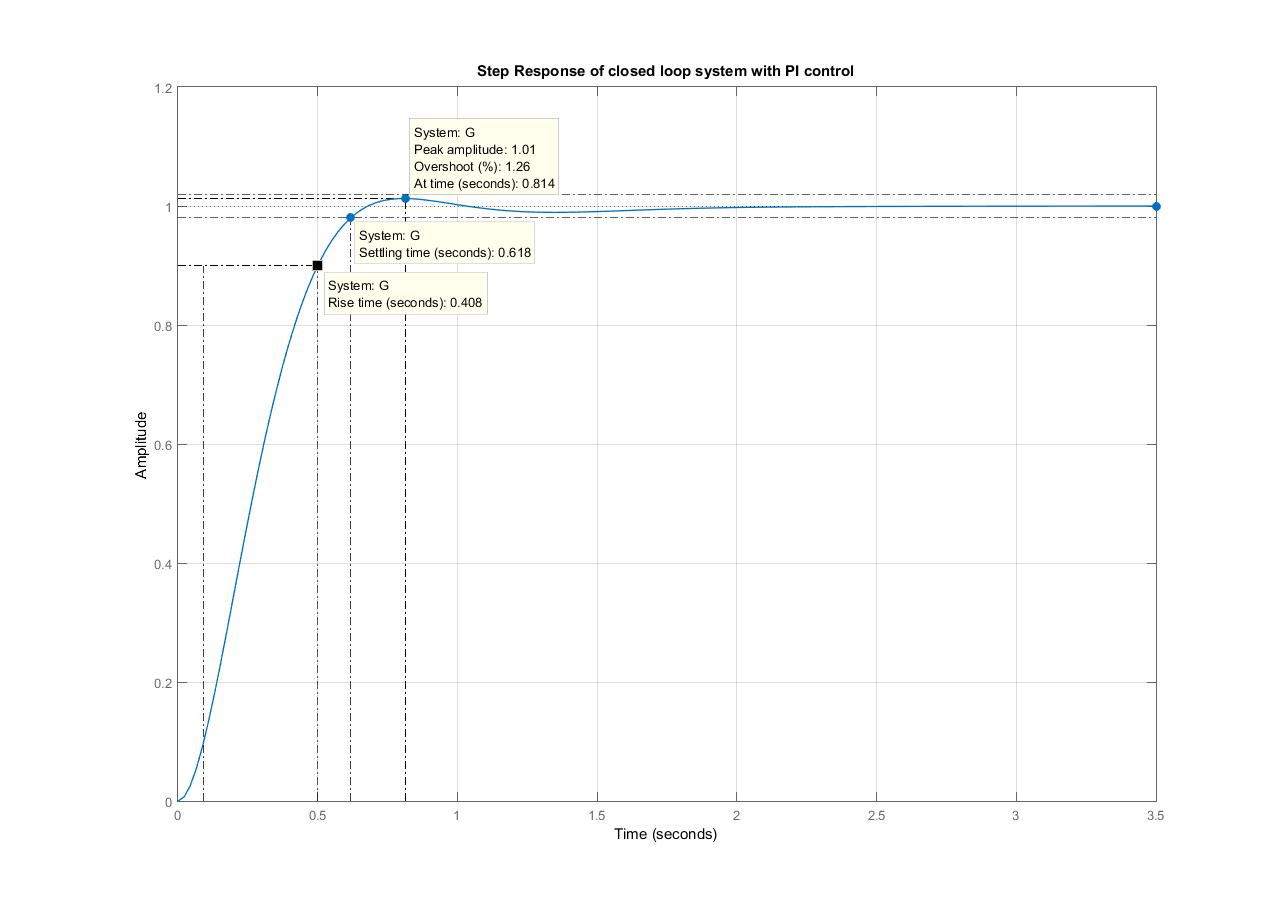 Step Response of closed loop system with PI control
1.2
System: G
Peak amplitude: 1.01
Overshoot (%): 1.26
At time (seconds): 0.814
1
System: G
Settling time (seconds): 0.618
System: G
Rise time (seconds): 0.408
0.8
Amplitude
0.6
0.4
0.2
0
0 0.5 1 1.5 2 2.5 3 3.5
Time (seconds)